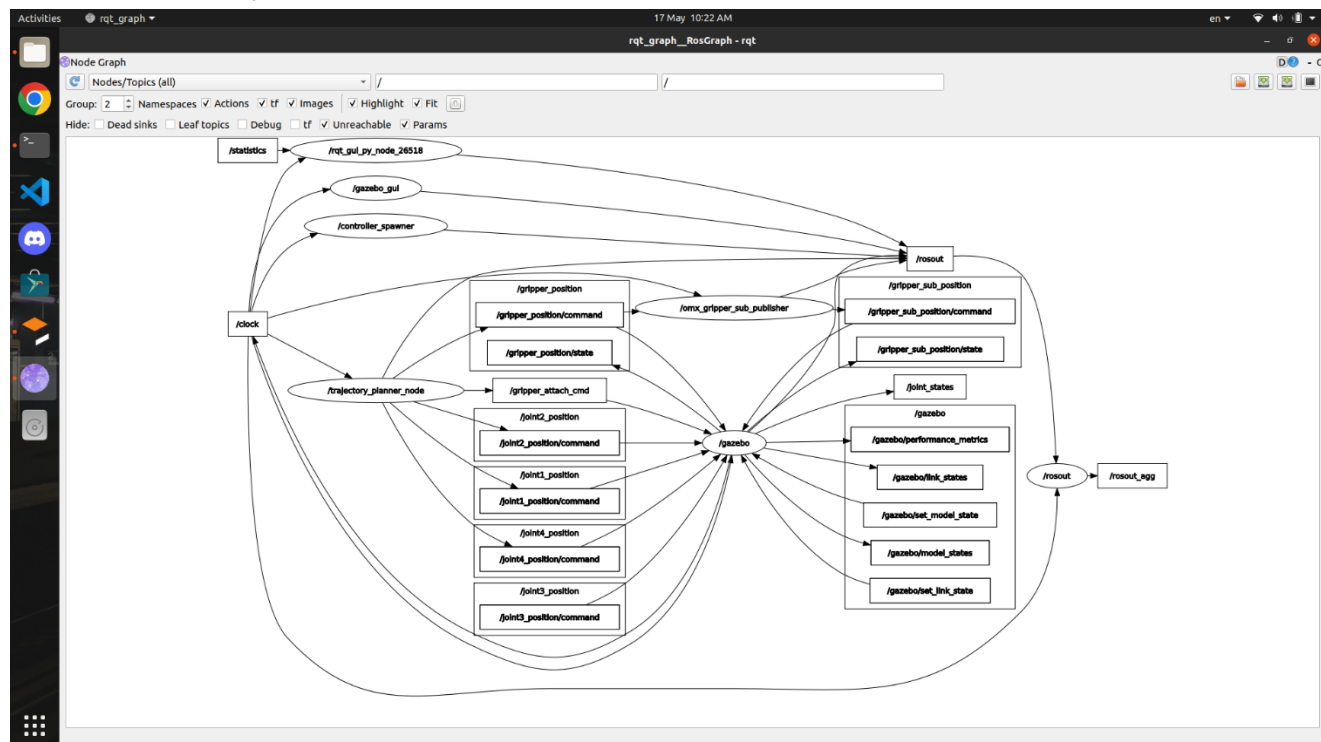 Activities rqt_graph 17 May 10:22 AM en
rqt_graph__RosGraph - rqt
Node Graph D
Nodes/Topics (all) / /
Group: 2 Namespaces Actions tf Images Highlight Fit
Hide: Dead sinks Leaf topics Debug tf Unreachable Params
/statistics /rqt_gui_py_node_26518
/gazebo_gui
/controller_spawner
/rosout
/gripper_position /gripper_sub_position
/gripper_position/command /omx_gripper_sub_publisher /gripper_sub_position/command
/clock
/gripper_position/state /gripper_sub_position/state
/trajectory_planner_node /gripper_attach_cmd /joint_states
/joint2_position /gazebo
/joint2_position/command /gazebo /gazebo/performance_metrics
/joint1_position /gazebo/link_states /rosout /rosout_agg
/joint1_position/command
/gazebo/set_model_state
/joint4_position
/joint4_position/command /gazebo/model_states
/joint3_position /gazebo/set_link_state
/joint3_position/command